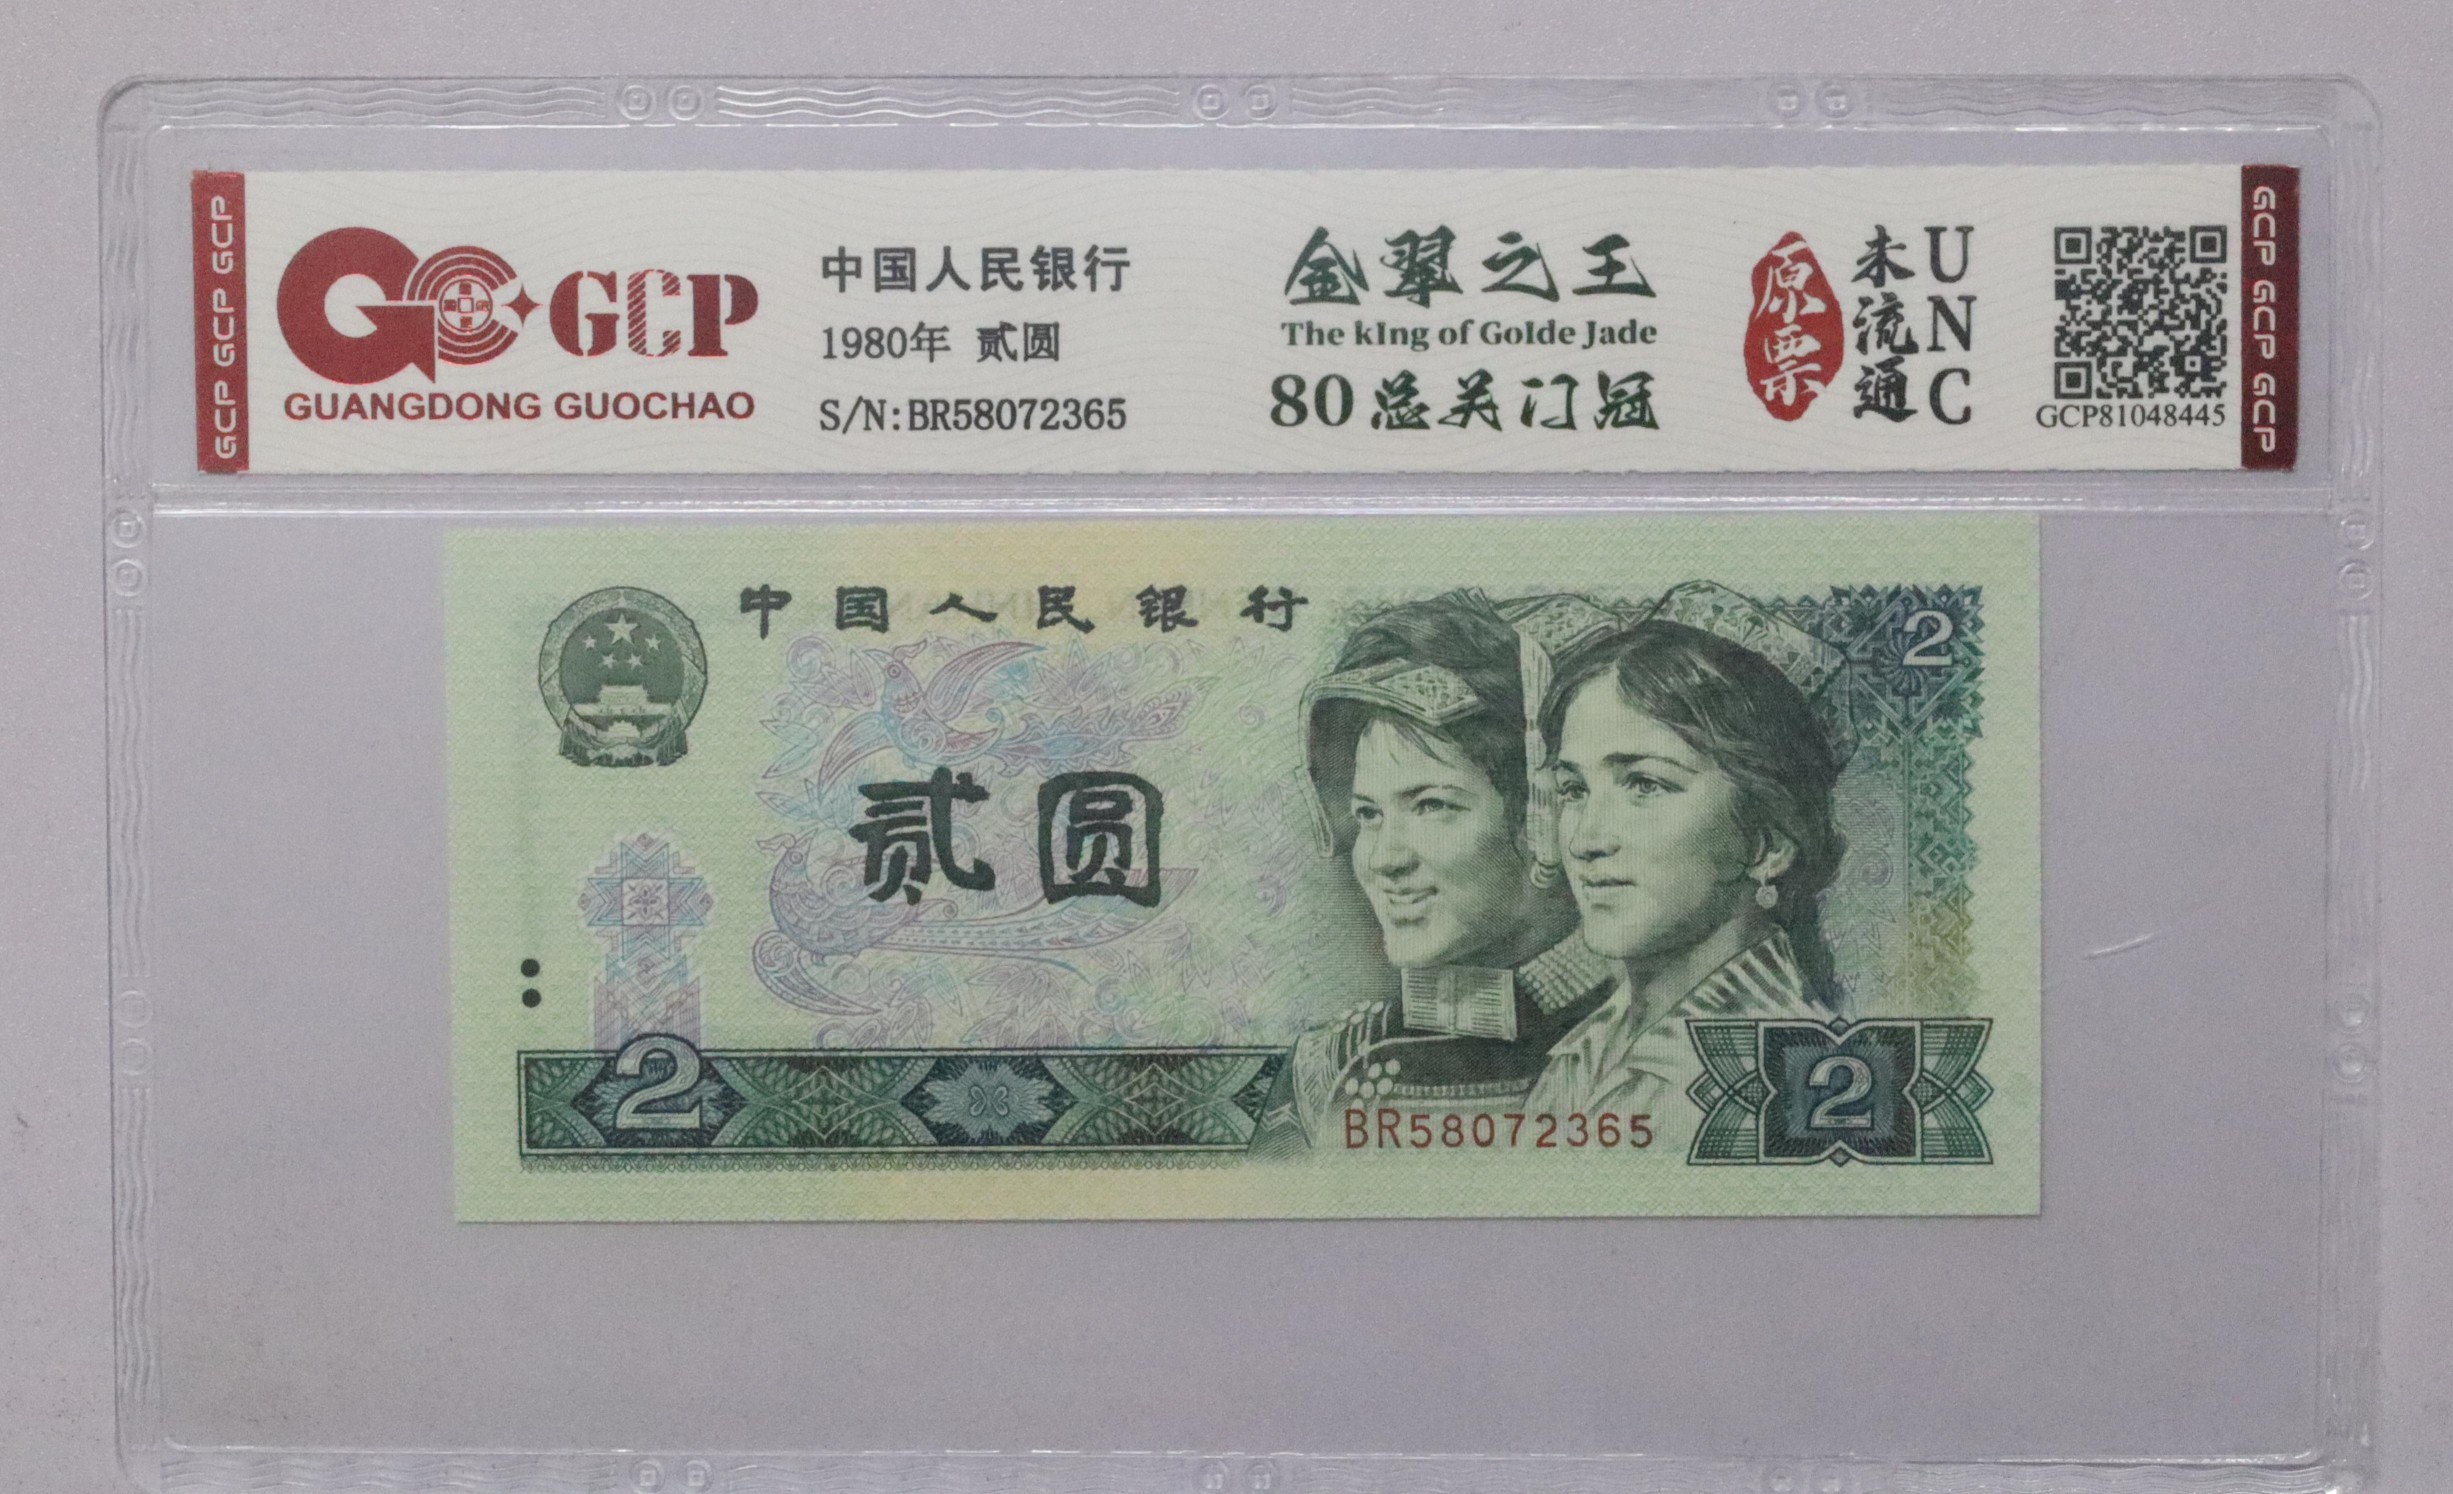 GCP GCP GCP
GCP
GUANGDONG GUOCHAO
中国人民银行
1980年 贰圆
S/N:BR58072365
金翠之王
The kIng of Golde Jade
80总关门冠
原票
未流通
UNC
GCP81048445
GCP GCP GCP
中国人民银行
2
贰圆
2
BR58072365
2